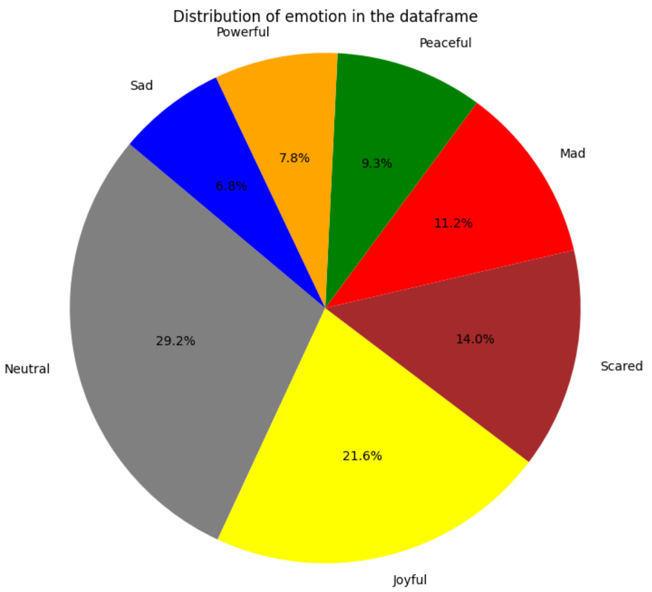 Distribution of emotion in the dataframe
Powerful
Peaceful
Sad
Mad
7.8%
9.3%
6.8%
11.2%
29.2%
14.0%
Neutral
Scared
21.6%
Joyful